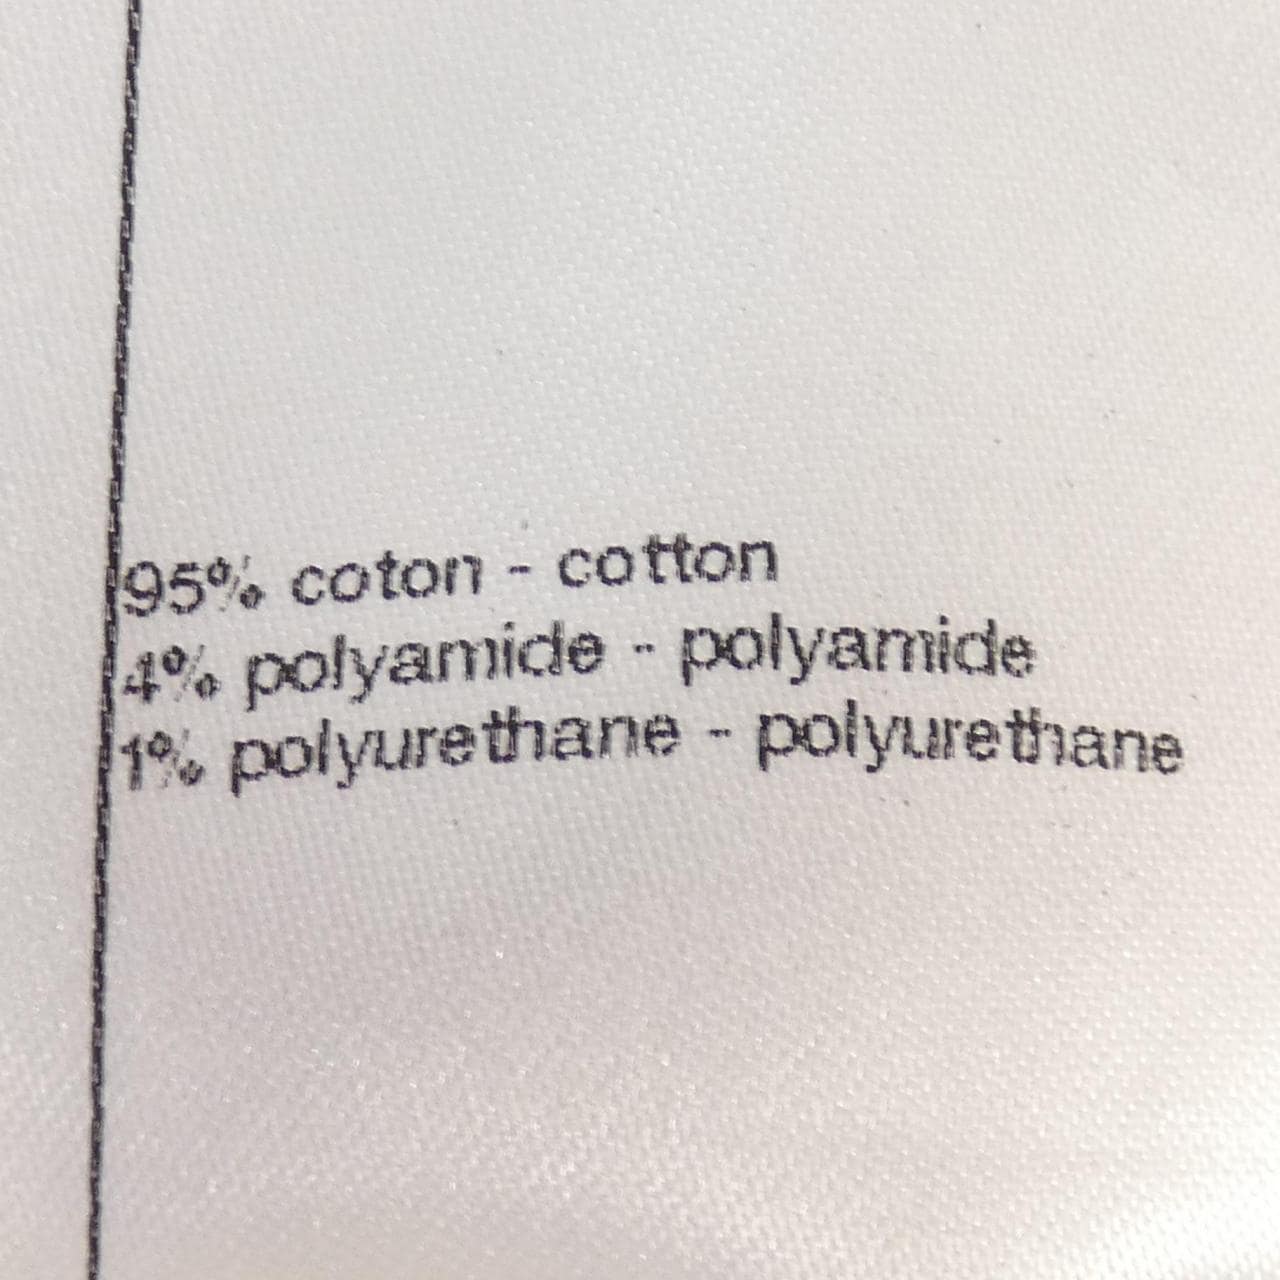 95% coton - cotton
4% polyamide - polyamide
1% polyurethane - polyurethane